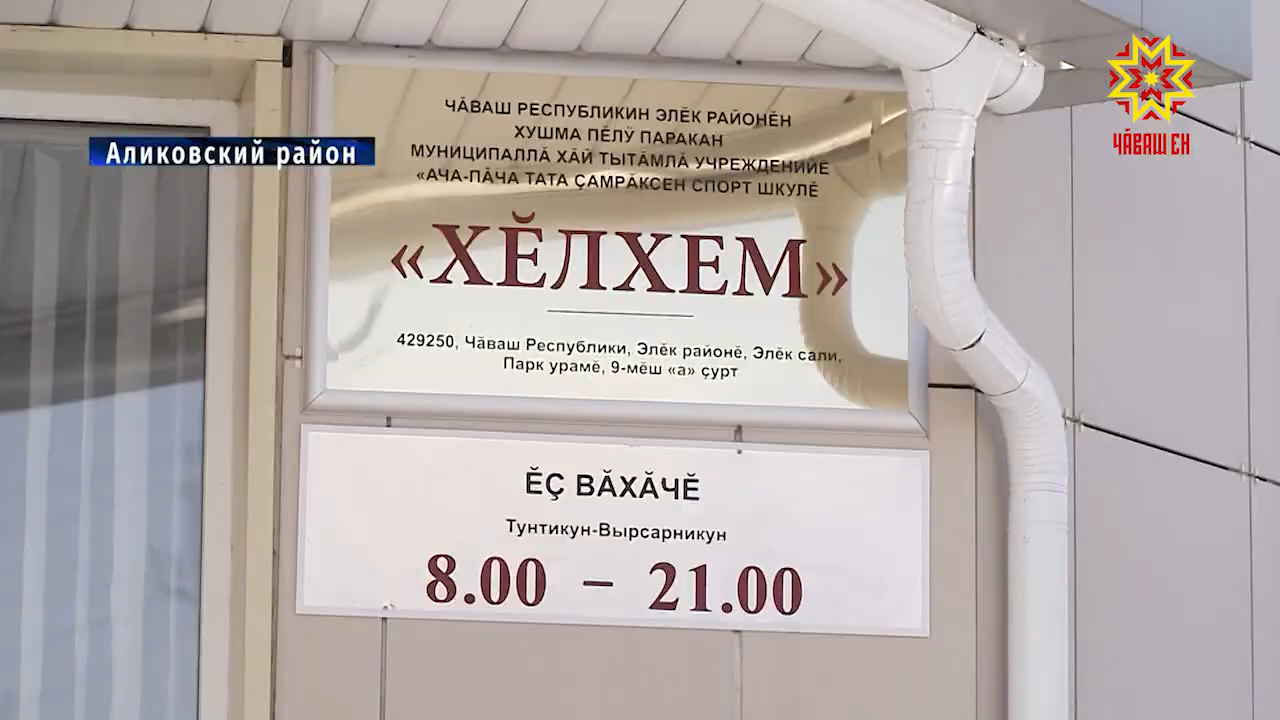 Аликовский район
ЧӐВАШ ЕН
ЧӐВАШ РЕСПУБЛИКИН ЭЛӖК РАЙОНӖН
ХУШМА ПӖЛӲ ПАРАКАН
МУНИЦИПАЛЛӐ ХӐЙ ТЫТӐМЛӐ УЧРЕЖДЕНИЙӖ
«АЧА-ПӐЧА ТАТА ҪАМРӐКСЕН СПОРТ ШКУЛӖ
«ХӖЛХЕМ»
429250, Чӑваш Республики, Элӗк районӗ, Элӗк сали,
Парк урамӗ, 9-мӗш «а» ҫурт
ӖҪ ВӐХӐЧӖ
Тунтикун-Вырсарникун
8.00 – 21.00